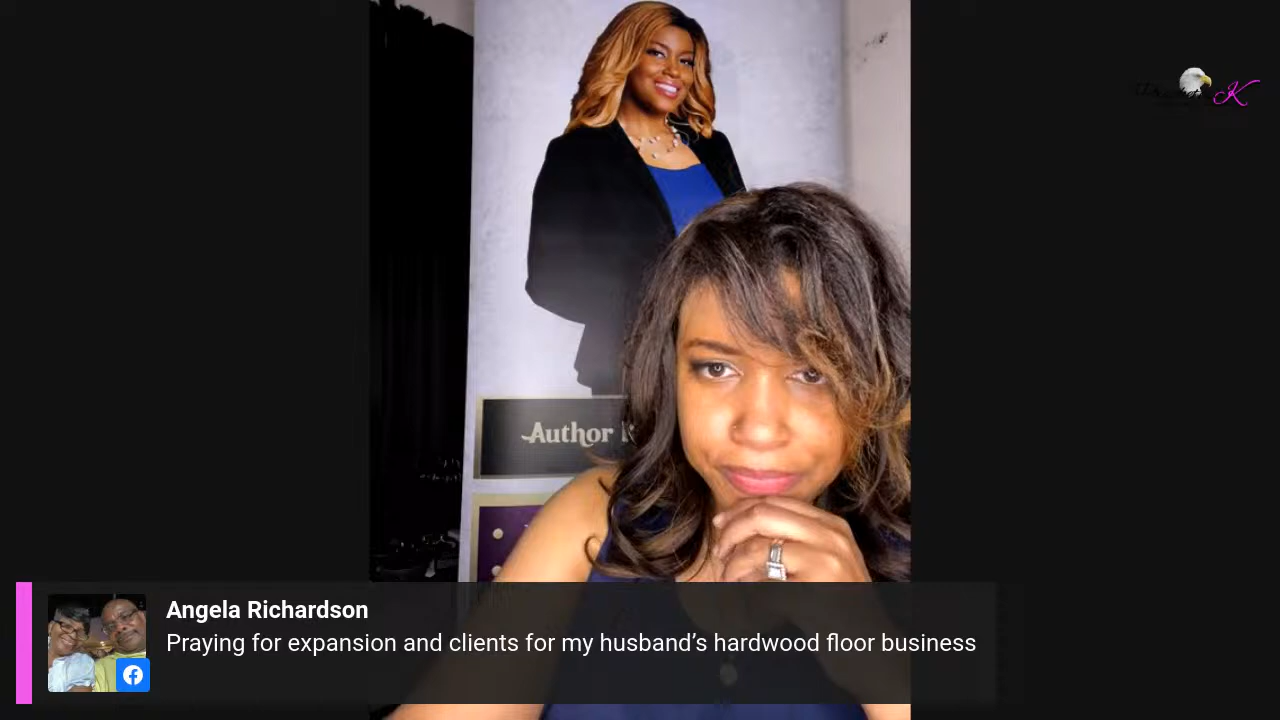 K
Author
Angela Richardson
Praying for expansion and clients for my husband’s hardwood floor business